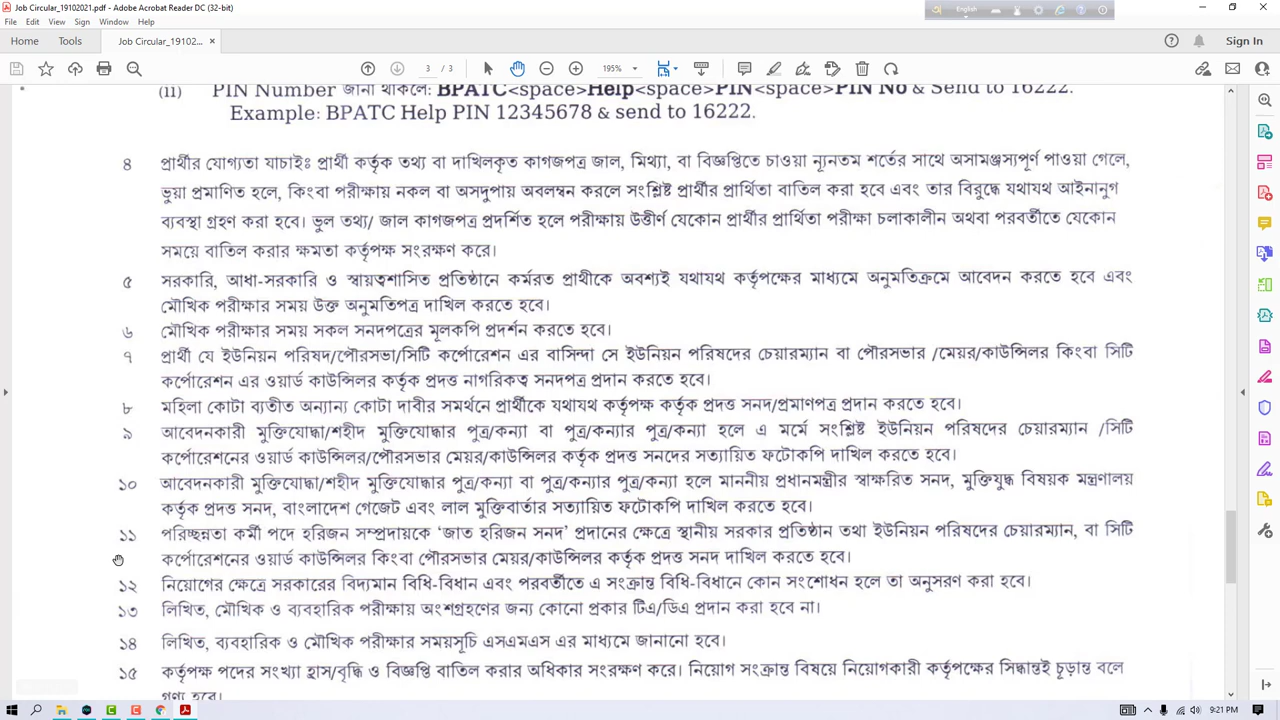 Job Circular_19102021.pdf - Adobe Acrobat Reader DC (32-bit)
English
File Edit View Sign Window Help
Home Tools Job Circular_19102... × Sign In
3 / 3 195%
(ii) PIN Number জানা থাকলে: BPATC<space>Help<space>PIN<space>PIN No & Send to 16222.
Example: BPATC Help PIN 12345678 & send to 16222.
৪ প্রার্থীর যোগ্যতা যাচাইঃ প্রার্থী কর্তৃক তথ্য বা দাখিলকৃত কাগজপত্র জাল, মিথ্যা, বা বিজ্ঞপ্তিতে চাওয়া ন্যূনতম শর্তের সাথে অসামঞ্জস্যপূর্ণ পাওয়া গেলে,
ভুয়া প্রমাণিত হলে, কিংবা পরীক্ষায় নকল বা অসদুপায় অবলম্বন করলে সংশ্লিষ্ট প্রার্থীর প্রার্থিতা বাতিল করা হবে এবং তার বিরুদ্ধে যথাযথ আইনানুগ
ব্যবস্থা গ্রহণ করা হবে। ভুল তথ্য/ জাল কাগজপত্র প্রদর্শিত হলে পরীক্ষায় উত্তীর্ণ যেকোন প্রার্থীর প্রার্থিতা পরীক্ষা চলাকালীন অথবা পরবর্তীতে যেকোন
সময়ে বাতিল করার ক্ষমতা কর্তৃপক্ষ সংরক্ষণ করে।
৫ সরকারি, আধা-সরকারি ও স্বায়ত্বশাসিত প্রতিষ্ঠানে কর্মরত প্রাথীকে অবশ্যই যথাযথ কর্তৃপক্ষের মাধ্যমে অনুমতিক্রমে আবেদন করতে হবে এবং
মৌখিক পরীক্ষার সময় উক্ত অনুমতিপত্র দাখিল করতে হবে।
৬ মৌখিক পরীক্ষার সময় সকল সনদপত্রের মূলকপি প্রদর্শন করতে হবে।
৭ প্রার্থী যে ইউনিয়ন পরিষদ/পৌরসভা/সিটি কর্পোরেশন এর বাসিন্দা সে ইউনিয়ন পরিষদের চেয়ারম্যান বা পৌরসভার /মেয়র/কাউন্সিলর কিংবা সিটি
কর্পোরেশন এর ওয়ার্ড কাউন্সিলর কর্তৃক প্রদত্ত নাগরিকত্ব সনদপত্র প্রদান করতে হবে।
৮ মহিলা কোটা ব্যতীত অন্যান্য কোটা দাবীর সমর্থনে প্রার্থীকে যথাযথ কর্তৃপক্ষ কর্তৃক প্রদত্ত সনদ/প্রমাণপত্র প্রদান করতে হবে।
৯ আবেদনকারী মুক্তিযোদ্ধা/শহীদ মুক্তিযোদ্ধার পুত্র/কন্যা বা পুত্র/কন্যার পুত্র/কন্যা হলে এ মর্মে সংশ্লিষ্ট ইউনিয়ন পরিষদের চেয়ারম্যান /সিটি
কর্পোরেশনের ওয়ার্ড কাউন্সিলর/পৌরসভার মেয়র/কাউন্সিলর কর্তৃক প্রদত্ত সনদের সত্যায়িত ফটোকপি দাখিল করতে হবে।
১০ আবেদনকারী মুক্তিযোদ্ধা/শহীদ মুক্তিযোদ্ধার পুত্র/কন্যা বা পুত্র/কন্যার পুত্র/কন্যা হলে মাননীয় প্রধানমন্ত্রীর স্বাক্ষরিত সনদ, মুক্তিযুদ্ধ বিষয়ক মন্ত্রণালয়
কর্তৃক প্রদত্ত সনদ, বাংলাদেশ গেজেট এবং লাল মুক্তিবার্তার সত্যায়িত ফটোকপি দাখিল করতে হবে।
১১ পরিচ্ছন্নতা কর্মী পদে হরিজন সম্প্রদায়কে ‘জাত হরিজন সনদ’ প্রদানের ক্ষেত্রে স্থানীয় সরকার প্রতিষ্ঠান তথা ইউনিয়ন পরিষদের চেয়ারম্যান, বা সিটি
কর্পোরেশনের ওয়ার্ড কাউন্সিলর কিংবা পৌরসভার মেয়র/কাউন্সিলর কর্তৃক প্রদত্ত সনদ দাখিল করতে হবে।
১২ নিয়োগের ক্ষেত্রে সরকারের বিদ্যমান বিধি-বিধান এবং পরবর্তীতে এ সংক্রান্ত বিধি-বিধানে কোন সংশোধন হলে তা অনুসরণ করা হবে।
১৩ লিখিত, মৌখিক ও ব্যবহারিক পরীক্ষায় অংশগ্রহণের জন্য কোনো প্রকার টিএ/ডিএ প্রদান করা হবে না।
১৪ লিখিত, ব্যবহারিক ও মৌখিক পরীক্ষার সময়সূচি এসএমএস এর মাধ্যমে জানানো হবে।
১৫ কর্তৃপক্ষ পদের সংখ্যা হ্রাস/বৃদ্ধি ও বিজ্ঞপ্তি বাতিল করার অধিকার সংরক্ষণ করে। নিয়োগ সংক্রান্ত বিষয়ে নিয়োগকারী কর্তৃপক্ষের সিদ্ধান্তই চূড়ান্ত বলে
গণ্য হবে।
9:21 PM